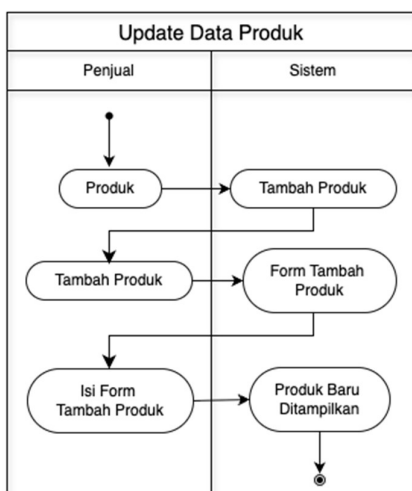 Update Data Produk
Penjual
Sistem
Produk
Tambah Produk
Tambah Produk
Form Tambah
Produk
Isi Form
Tambah Produk
Produk Baru
Ditampilkan